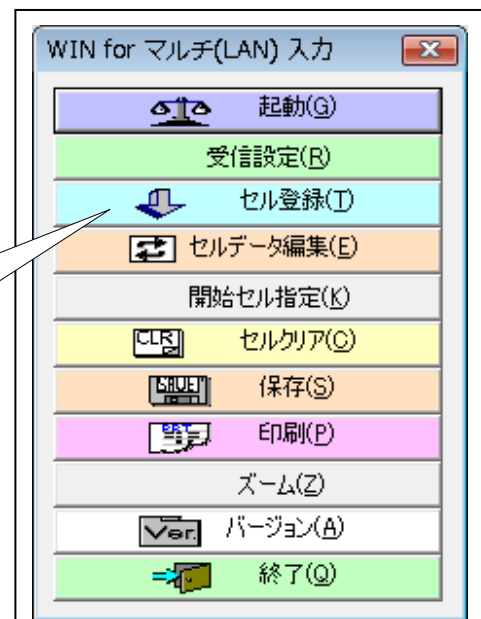 WIN for マルチ(LAN) 入力
起動(G)
受信設定(R)
セル登録(T)
セルデータ編集(E)
開始セル指定(K)
CLR セルクリア(C)
SAVE 保存(S)
PRT 印刷(P)
ズーム(Z)
Ver. バージョン(A)
終了(Q)